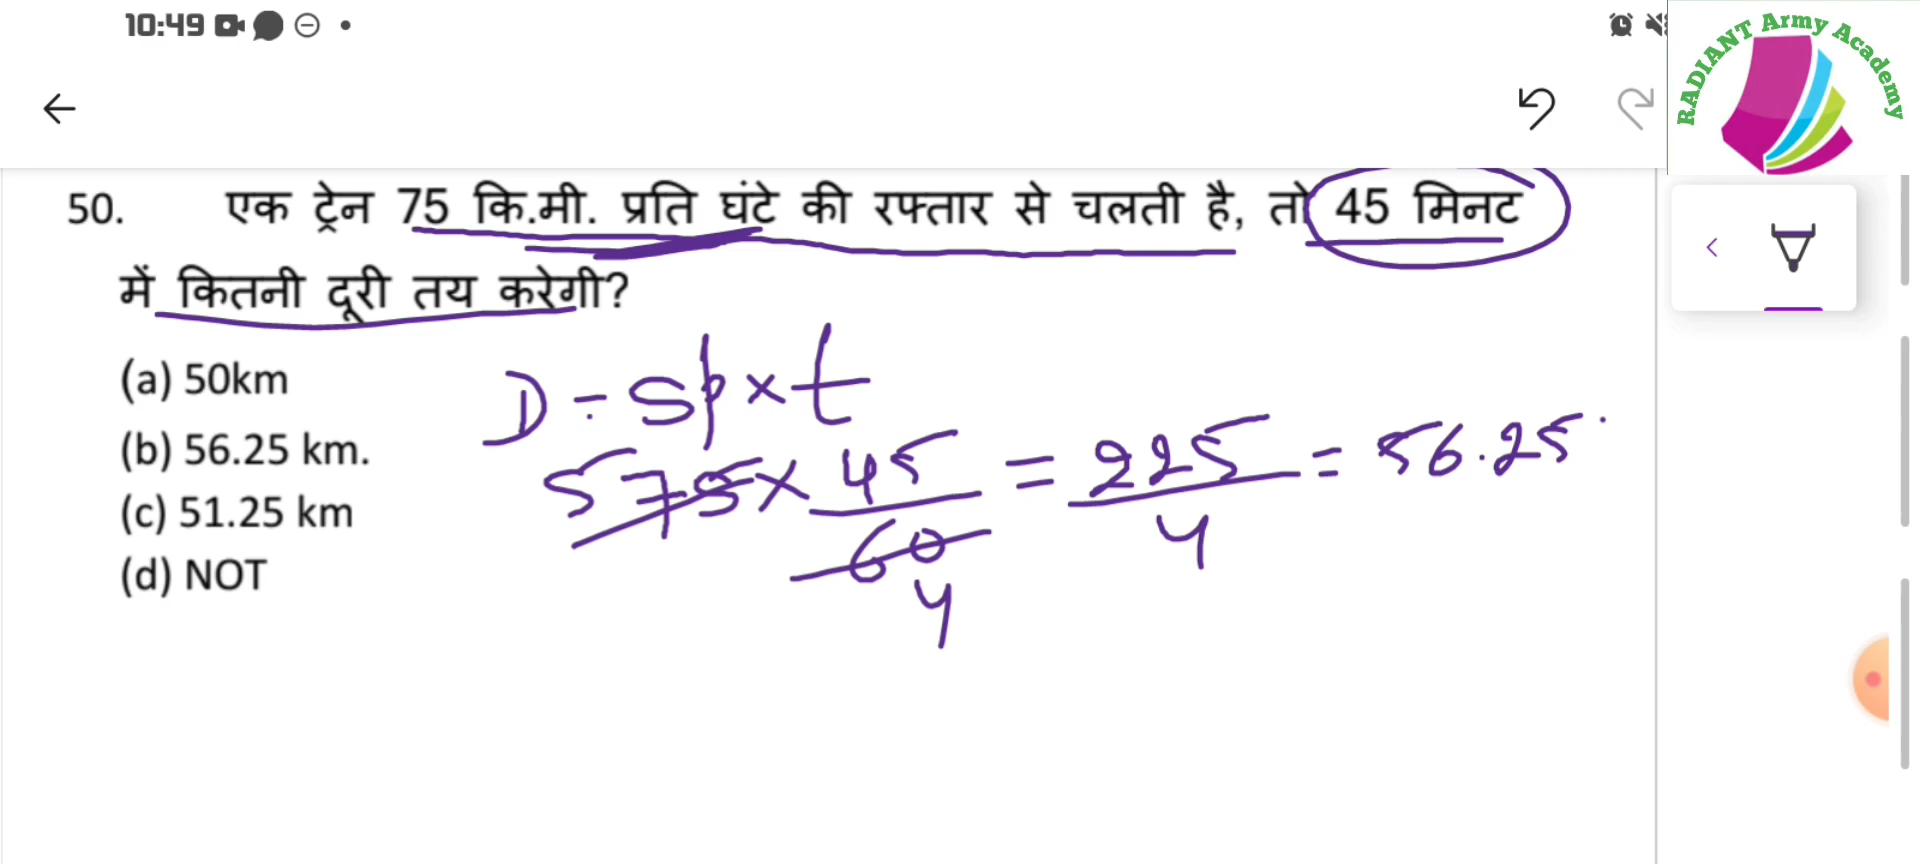 10:49
RADIANT Army Academy
50. एक ट्रेन 75 कि.मी. प्रति घंटे की रफ्तार से चलती है, तो 45 मिनट
में कितनी दूरी तय करेगी?
(a) 50km
(b) 56.25 km.
(c) 51.25 km
(d) NOT
D = Sp x t
5 75 x 45/60 4 = 225/4 = 56.25.